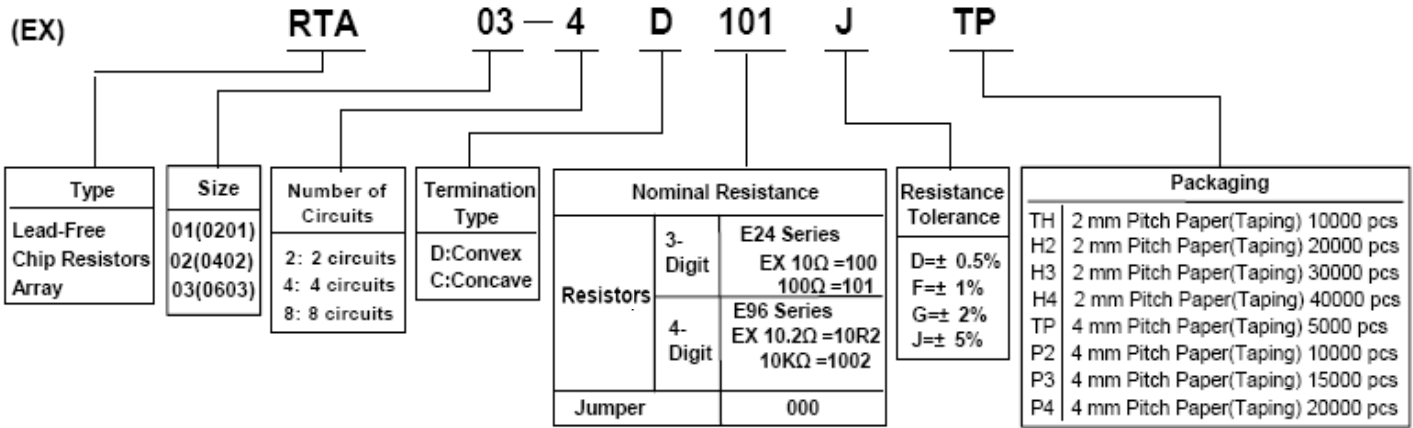 (EX) RTA 03 — 4 D 101 J TP
Type
Lead-Free
Chip Resistors
Array
Size
01(0201)
02(0402)
03(0603)
Number of
Circuits
2: 2 circuits
4: 4 circuits
8: 8 circuits
Termination
Type
D:Convex
C:Concave
Nominal Resistance
Resistors
3-
Digit
E24 Series
EX 10Ω =100
100Ω =101
4-
Digit
E96 Series
EX 10.2Ω =10R2
10KΩ =1002
Jumper 000
Resistance
Tolerance
D=± 0.5%
F=± 1%
G=± 2%
J=± 5%
Packaging
TH 2 mm Pitch Paper(Taping) 10000 pcs
H2 2 mm Pitch Paper(Taping) 20000 pcs
H3 2 mm Pitch Paper(Taping) 30000 pcs
H4 2 mm Pitch Paper(Taping) 40000 pcs
TP 4 mm Pitch Paper(Taping) 5000 pcs
P2 4 mm Pitch Paper(Taping) 10000 pcs
P3 4 mm Pitch Paper(Taping) 15000 pcs
P4 4 mm Pitch Paper(Taping) 20000 pcs